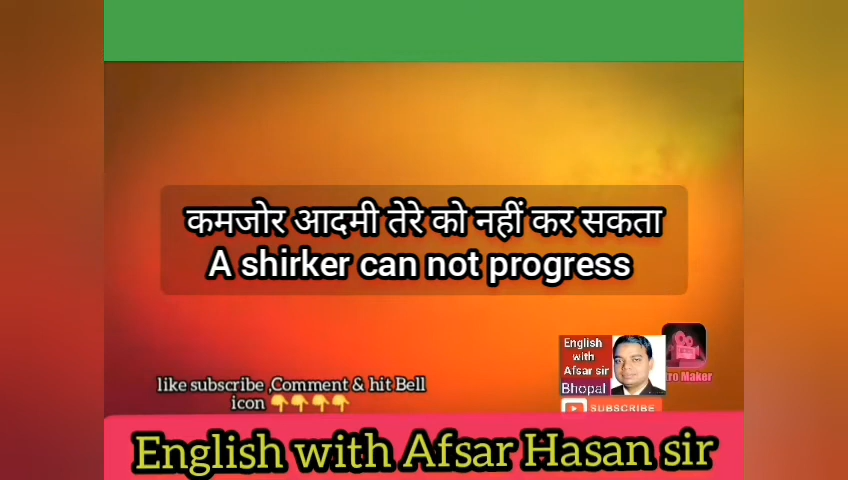 कमजोर आदमी तेरे को नहीं कर सकता
A shirker can not progress
English
with
Afsar sir
Bhopal
tro Maker
like subscribe ,Comment & hit Bell
icon 👇👇👇👇
SUBSCRIBE
English with Afsar Hasan sir